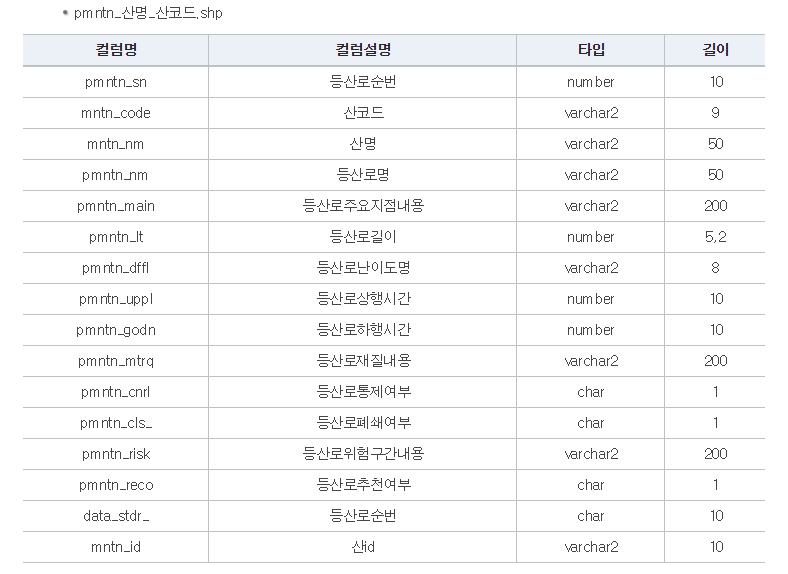 • pmntn_산명_산코드.shp
컬럼명 컬럼설명 타입 길이
pmntn_sn 등산로순번 number 10
mntn_code 산코드 varchar2 9
mntn_nm 산명 varchar2 50
pmntn_nm 등산로명 varchar2 50
pmntn_main 등산로주요지점내용 varchar2 200
pmntn_lt 등산로길이 number 5,2
pmntn_dffl 등산로난이도명 varchar2 8
pmntn_uppl 등산로상행시간 number 10
pmntn_godn 등산로하행시간 number 10
pmntn_mtrq 등산로재질내용 varchar2 200
pmntn_cnrl 등산로통제여부 char 1
pmntn_cls_ 등산로폐쇄여부 char 1
pmntn_risk 등산로위험구간내용 varchar2 200
pmntn_reco 등산로추천여부 char 1
data_stdr_ 등산로순번 char 10
mntn_id 산id varchar2 10